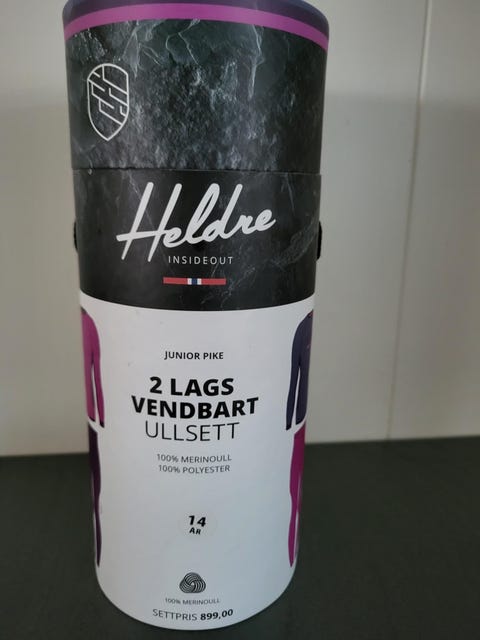 Heldre
INSIDEOUT
JUNIOR PIKE
2 LAGS
VENDBART
ULLSETT
100% MERINOULL
100% POLYESTER
14
ÅR
100% MERINOULL
SETTPRIS 899,00